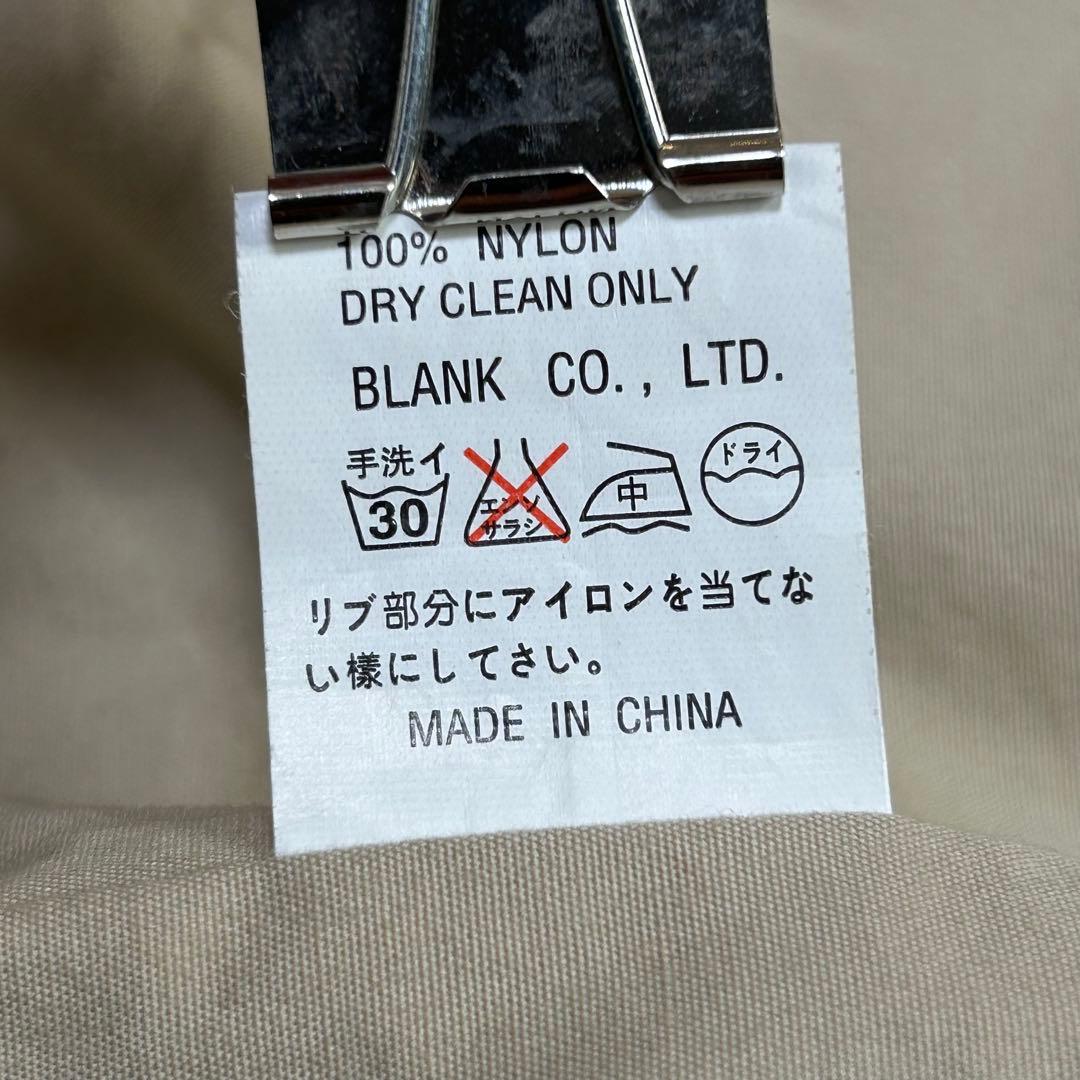 100% NYLON
DRY CLEAN ONLY
BLANK CO., LTD.
手洗イ
30
エンソ
サラシ
中
ドライ
リブ部分にアイロンを当てな
い様にしてさい。
MADE IN CHINA